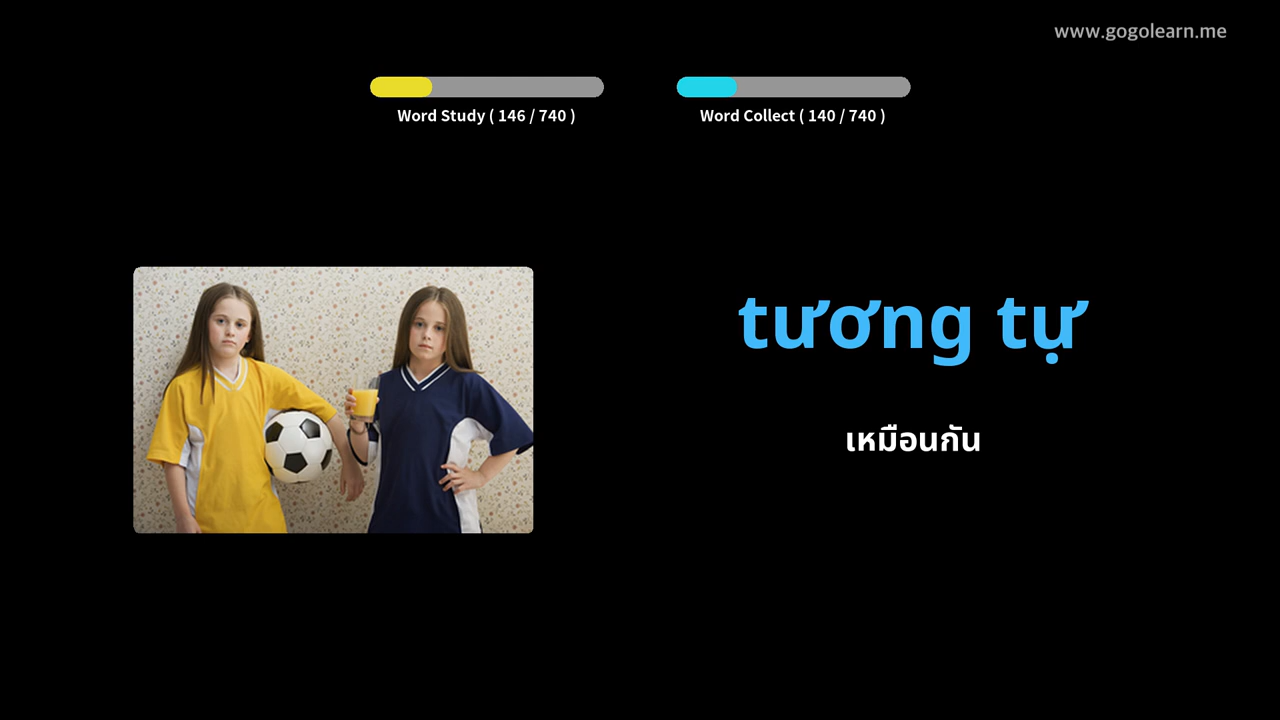 www.gogolearn.me
Word Study ( 146 / 740 )
Word Collect ( 140 / 740 )
tương tự
เหมือนกัน